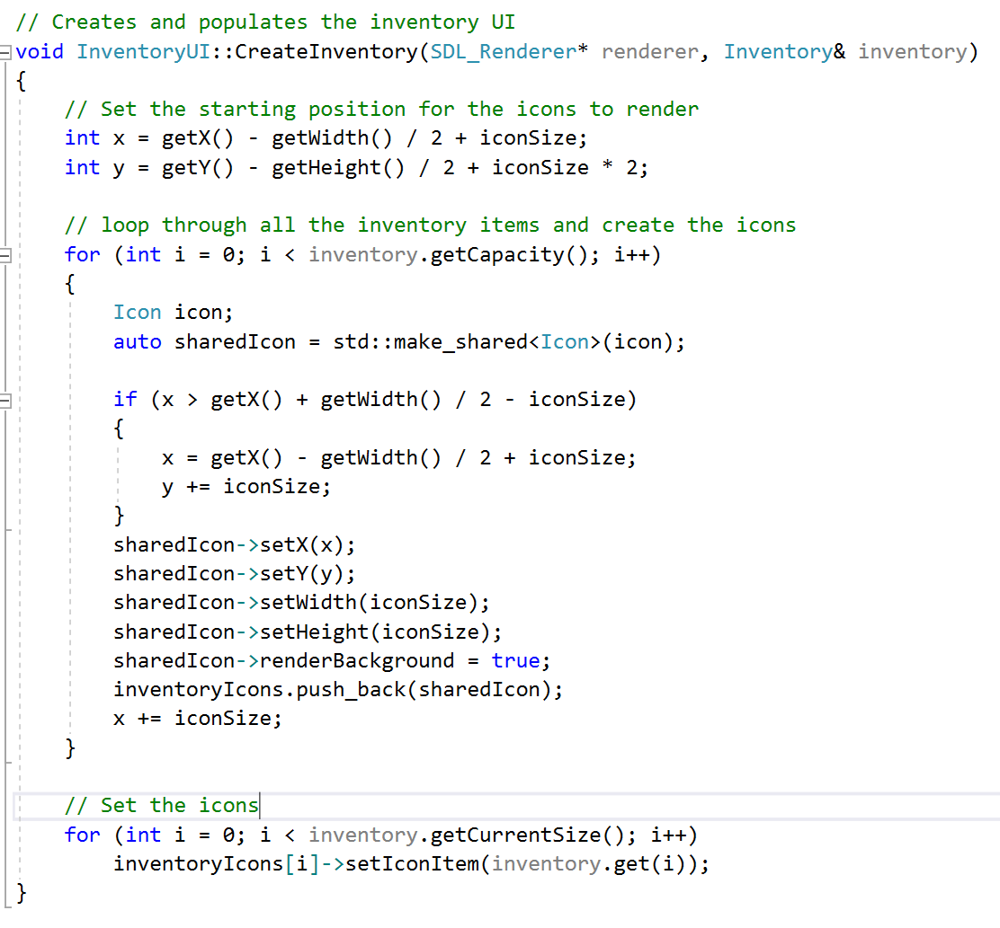 // Creates and populates the inventory UI
void InventoryUI::CreateInventory(SDL_Renderer* renderer, Inventory& inventory)
{
    // Set the starting position for the icons to render
    int x = getX() - getWidth() / 2 + iconSize;
    int y = getY() - getHeight() / 2 + iconSize * 2;

    // loop through all the inventory items and create the icons
    for (int i = 0; i < inventory.getCapacity(); i++)
    {
        Icon icon;
        auto sharedIcon = std::make_shared<Icon>(icon);

        if (x > getX() + getWidth() / 2 - iconSize)
        {
            x = getX() - getWidth() / 2 + iconSize;
            y += iconSize;
        }
        sharedIcon->setX(x);
        sharedIcon->setY(y);
        sharedIcon->setWidth(iconSize);
        sharedIcon->setHeight(iconSize);
        sharedIcon->renderBackground = true;
        inventoryIcons.push_back(sharedIcon);
        x += iconSize;
    }

    // Set the icons
    for (int i = 0; i < inventory.getCurrentSize(); i++)
        inventoryIcons[i]->setIconItem(inventory.get(i));
}